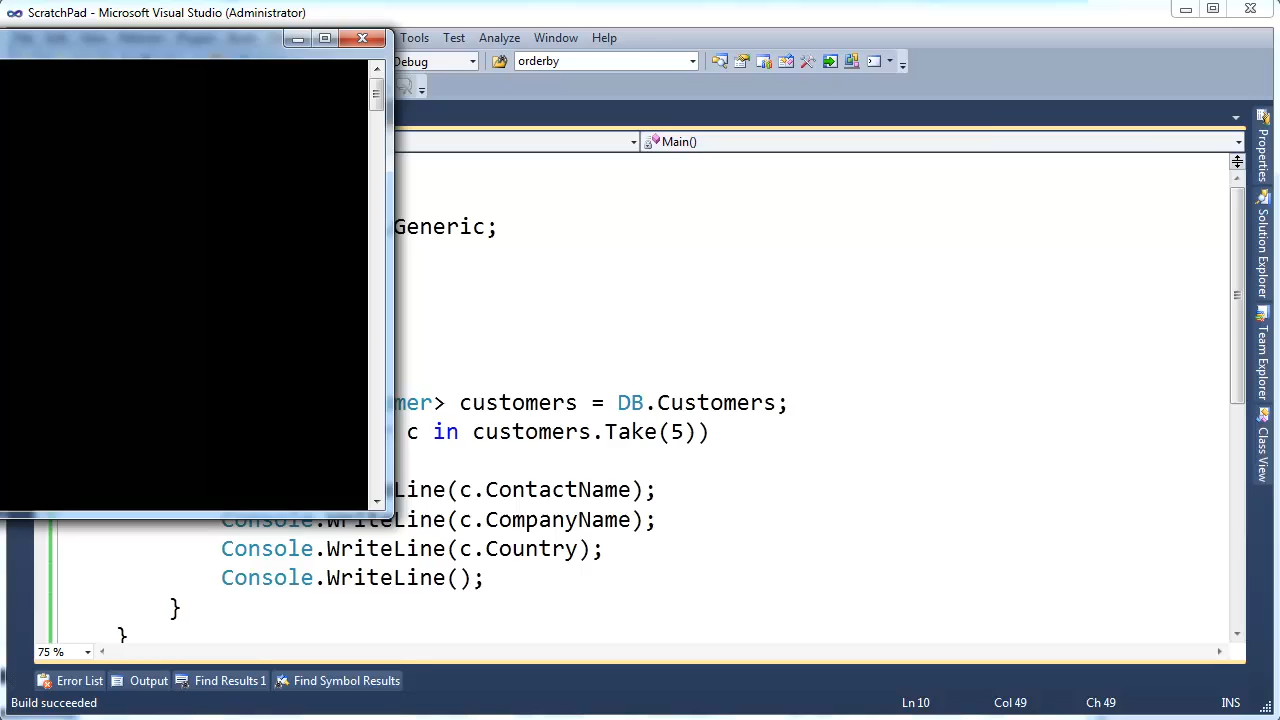 ScratchPad - Microsoft Visual Studio (Administrator)
Tools Test Analyze Window Help
Debug orderby
Main()
Generic;
mer> customers = DB.Customers;
c in customers.Take(5))
Line(c.ContactName);
Console.WriteLine(c.CompanyName);
Console.WriteLine(c.Country);
Console.WriteLine();
}
}
75 %
Error List Output Find Results 1 Find Symbol Results
Build succeeded Ln 10 Col 49 Ch 49 INS
Properties
Solution Explorer
Team Explorer
Class View